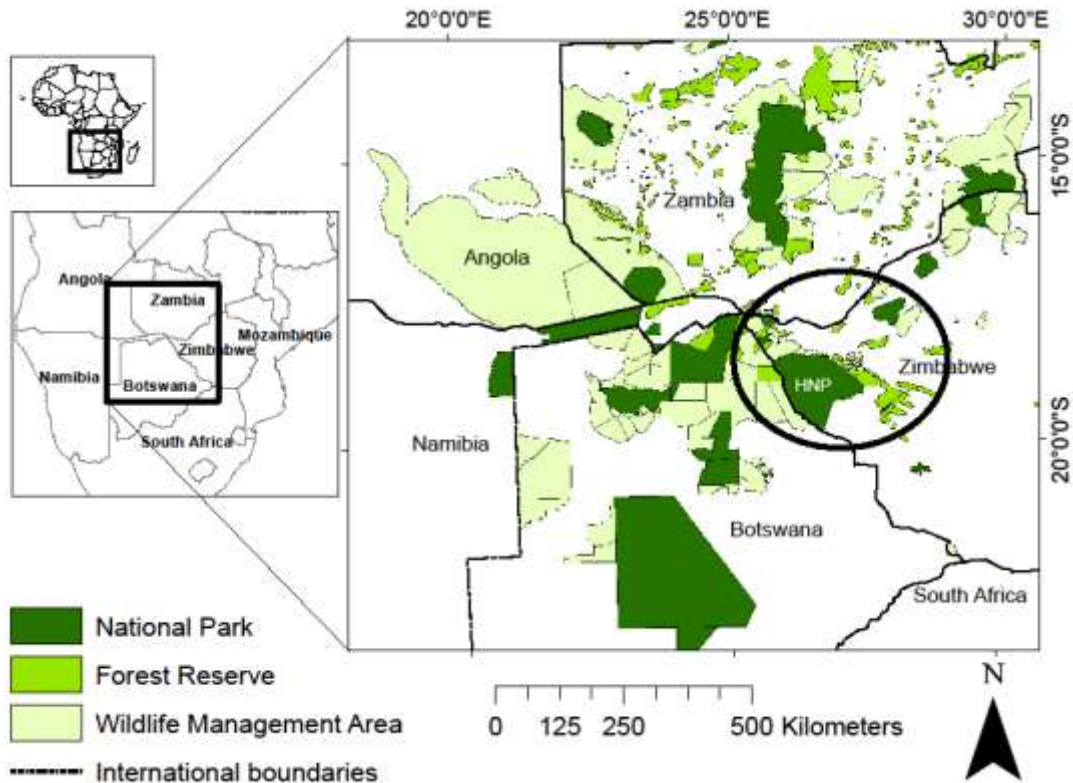 20°0'0"E
25°0'0"E
30°0'0"E
15°0'0"S
20°0'0"S
Angola
Zambia
Mozambique
Zimbabwe
Namibia
Botswana
South Africa
Zambia
Angola
Zimbabwe
HNP
Namibia
Botswana
South Africa
National Park
Forest Reserve
Wildlife Management Area
International boundaries
0 125 250 500 Kilometers
N